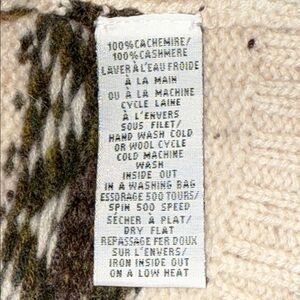 100%CACHEMIRE/
100%CASHMERE
LAVER À L'EAU FROIDE
À LA MAIN
OU À LA MACHINE
CYCLE LAINE
À L'ENVERS
SOUS FILET/
HAND WASH COLD
OR WOOL CYCLE
COLD MACHINE
WASH
INSIDE OUT
IN A WASHING BAG
ESSORAGE 500 TOURS/
SPIN 500 SPEED
SÉCHER À PLAT/
DRY FLAT
REPASSAGE FER DOUX
SUR L'ENVERS/
IRON INSIDE OUT
ON A LOW HEAT